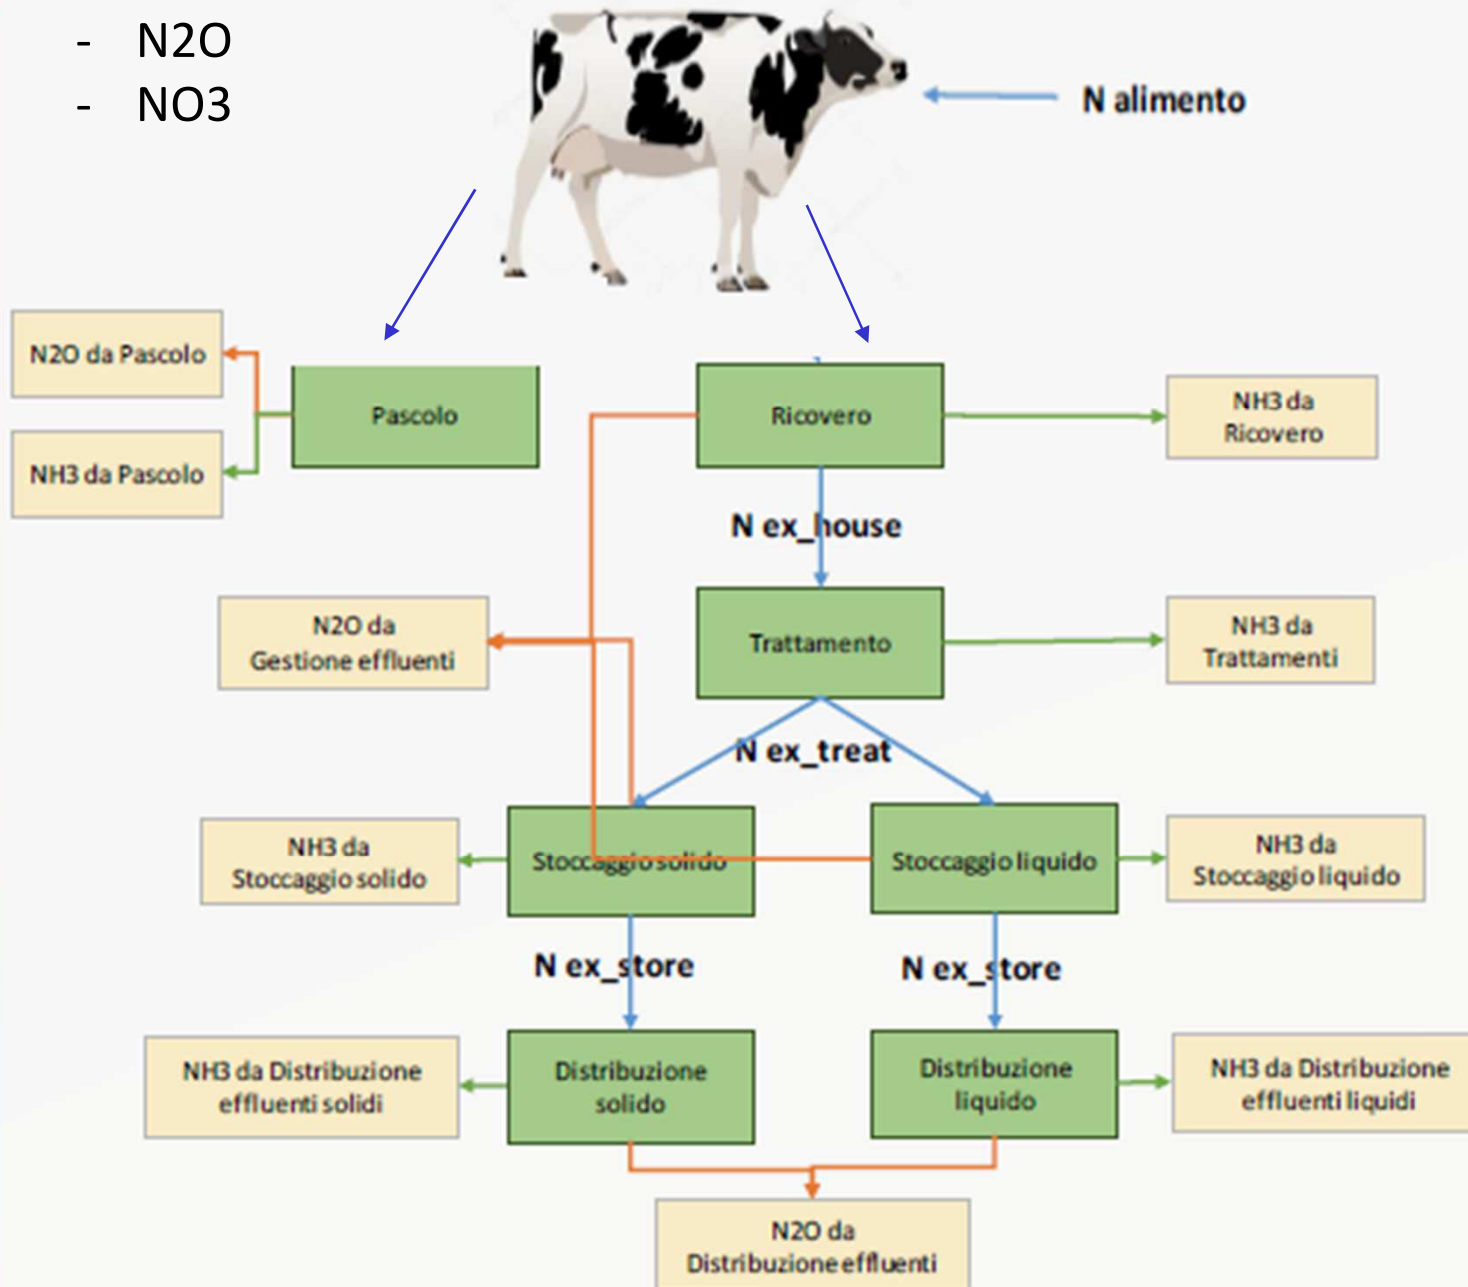 - N2O
- NO3
N alimento
N2O da Pascolo
NH3 da Pascolo
Pascolo
Ricovero
NH3 da
Ricovero
N ex_house
N2O da
Gestione effluenti
Trattamento
NH3 da
Trattamenti
N ex_treat
NH3 da
Stoccaggio solido
Stoccaggio solido
Stoccaggio liquido
NH3 da
Stoccaggio liquido
N ex_store
N ex_store
NH3 da Distribuzione
effluenti solidi
Distribuzione
solido
Distribuzione
liquido
NH3 da Distribuzione
effluenti liquidi
N2O da
Distribuzione effluenti